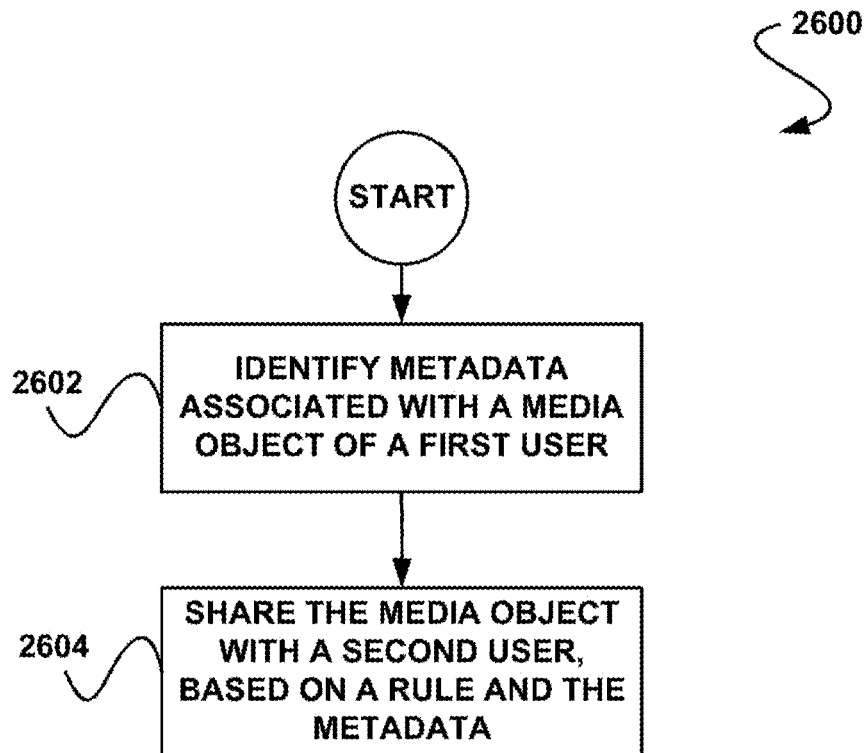 2600
START
2602
IDENTIFY METADATA
ASSOCIATED WITH A MEDIA
OBJECT OF A FIRST USER
2604
SHARE THE MEDIA OBJECT
WITH A SECOND USER,
BASED ON A RULE AND THE
METADATA